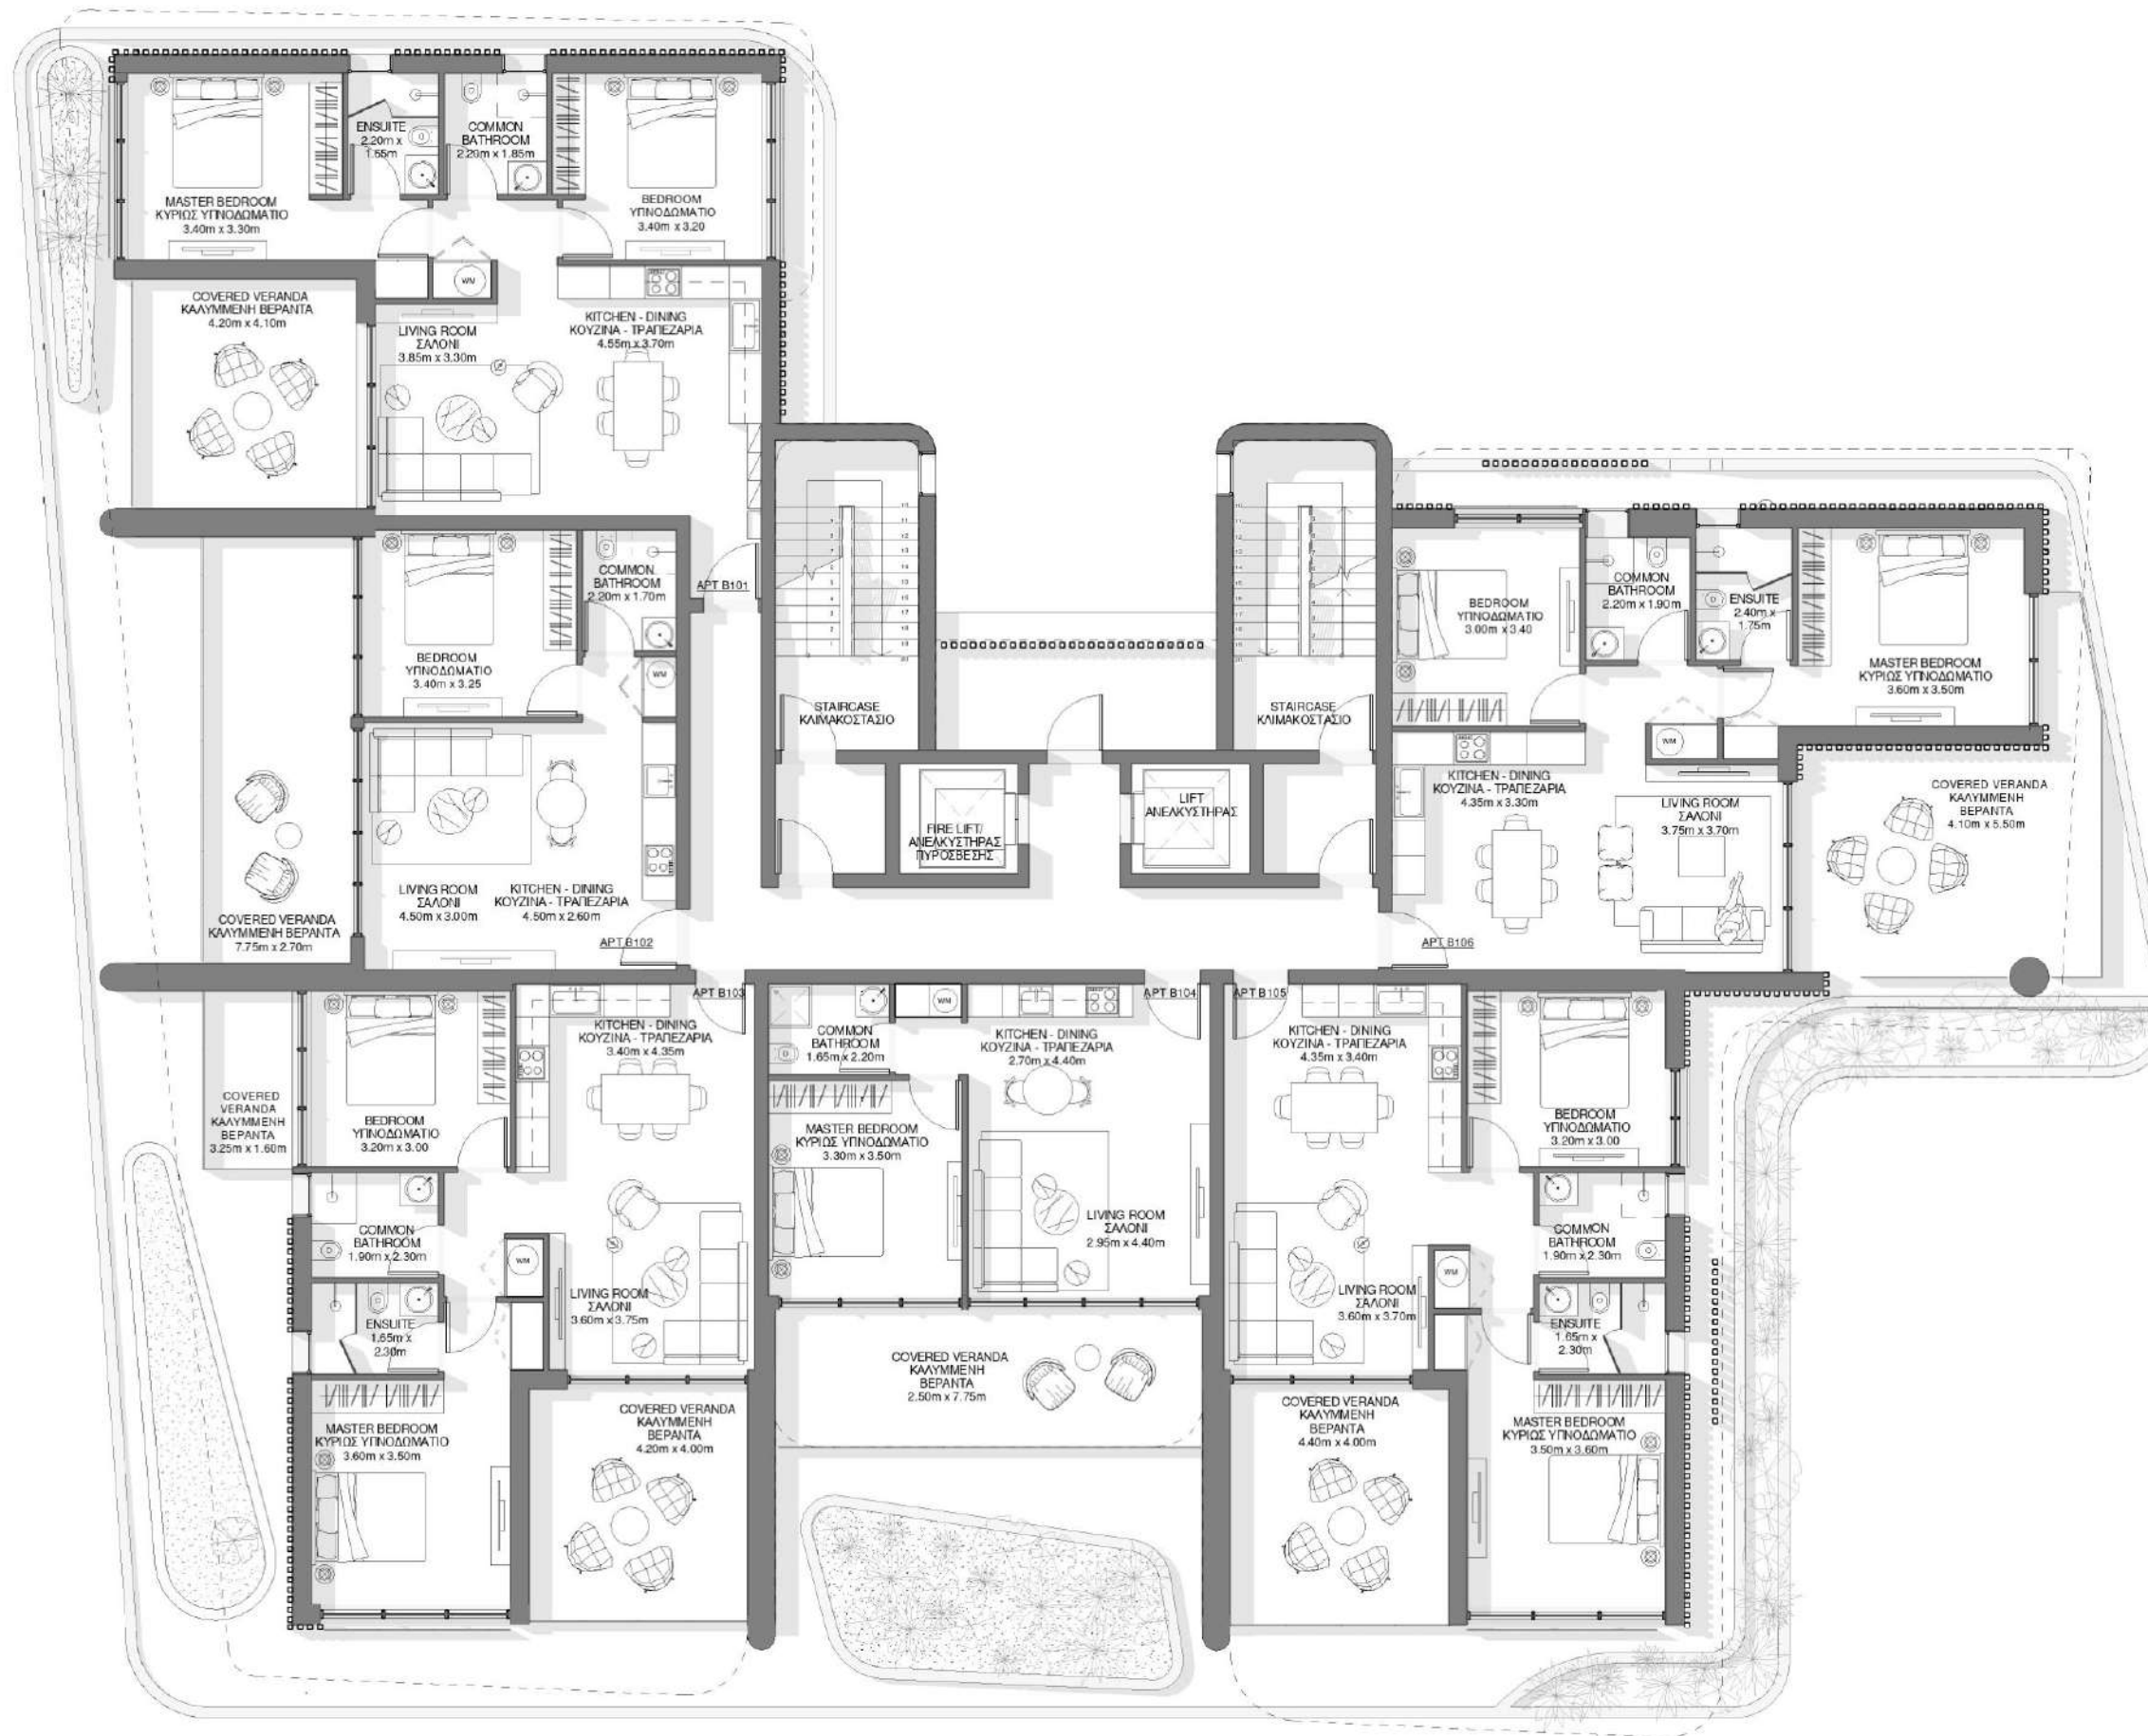 MASTER BEDROOM
ΚΥΡΙΩΣ ΥΠΝΟΔΩΜΑΤΙΟ
3.40m x 3.30m
ENSUITE
2.20m x
1.65m
COMMON
BATHROOM
2.20m x 1.85m
BEDROOM
ΥΠΝΟΔΩΜΑΤΙΟ
3.40m x 3.20
WM
COVERED VERANDA
ΚΑΛΥΜΜΕΝΗ ΒΕΡΑΝΤΑ
4.20m x 4.10m
LIVING ROOM
ΣΑΛΟΝΙ
3.85m x 3.30m
KITCHEN - DINING
ΚΟΥΖΙΝΑ - ΤΡΑΠΕΖΑΡΙΑ
4.55m x 3.70m
APT B101
BEDROOM
ΥΠΝΟΔΩΜΑΤΙΟ
3.40m x 3.25
COMMON
BATHROOM
2.20m x 1.70m
WM
LIVING ROOM
ΣΑΛΟΝΙ
4.50m x 3.00m
KITCHEN - DINING
ΚΟΥΖΙΝΑ - ΤΡΑΠΕΖΑΡΙΑ
4.50m x 2.60m
COVERED VERANDA
ΚΑΛΥΜΜΕΝΗ ΒΕΡΑΝΤΑ
7.75m x 2.70m
APT B102
STAIRCASE
ΚΛΙΜΑΚΟΣΤΑΣΙΟ
STAIRCASE
ΚΛΙΜΑΚΟΣΤΑΣΙΟ
FIRE LIFT/
ΑΝΕΛΚΥΣΤΗΡΑΣ
ΠΥΡΟΣΒΕΣΗΣ
LIFT
ΑΝΕΛΚΥΣΤΗΡΑΣ
BEDROOM
ΥΠΝΟΔΩΜΑΤΙΟ
3.00m x 3.40
COMMON
BATHROOM
2.20m x 1.90m
ENSUITE
2.40m x
1.75m
MASTER BEDROOM
ΚΥΡΙΩΣ ΥΠΝΟΔΩΜΑΤΙΟ
3.60m x 3.50m
WM
KITCHEN - DINING
ΚΟΥΖΙΝΑ - ΤΡΑΠΕΖΑΡΙΑ
4.35m x 3.30m
LIVING ROOM
ΣΑΛΟΝΙ
3.75m x 3.70m
COVERED VERANDA
ΚΑΛΥΜΜΕΝΗ
ΒΕΡΑΝΤΑ
4.10m x 5.50m
APT B106
APT B103
KITCHEN - DINING
ΚΟΥΖΙΝΑ - ΤΡΑΠΕΖΑΡΙΑ
3.40m x 4.35m
COVERED
VERANDA
ΚΑΛΥΜΜΕΝΗ
ΒΕΡΑΝΤΑ
3.25m x 1.60m
BEDROOM
ΥΠΝΟΔΩΜΑΤΙΟ
3.20m x 3.00
COMMON
BATHROOM
1.90m x 2.30m
WM
ENSUITE
1.65m x
2.30m
LIVING ROOM
ΣΑΛΟΝΙ
3.60m x 3.75m
MASTER BEDROOM
ΚΥΡΙΩΣ ΥΠΝΟΔΩΜΑΤΙΟ
3.60m x 3.50m
COVERED VERANDA
ΚΑΛΥΜΜΕΝΗ
ΒΕΡΑΝΤΑ
4.20m x 4.00m
APT B104
WM
COMMON
BATHROOM
1.65m x 2.20m
KITCHEN - DINING
ΚΟΥΖΙΝΑ - ΤΡΑΠΕΖΑΡΙΑ
2.70m x 4.40m
MASTER BEDROOM
ΚΥΡΙΩΣ ΥΠΝΟΔΩΜΑΤΙΟ
3.30m x 3.50m
LIVING ROOM
ΣΑΛΟΝΙ
2.95m x 4.40m
COVERED VERANDA
ΚΑΛΥΜΜΕΝΗ
ΒΕΡΑΝΤΑ
2.50m x 7.75m
APT B105
KITCHEN - DINING
ΚΟΥΖΙΝΑ - ΤΡΑΠΕΖΑΡΙΑ
4.35m x 3.40m
BEDROOM
ΥΠΝΟΔΩΜΑΤΙΟ
3.20m x 3.00
COMMON
BATHROOM
1.90m x 2.30m
WM
LIVING ROOM
ΣΑΛΟΝΙ
3.60m x 3.70m
ENSUITE
1.65m x
2.30m
COVERED VERANDA
ΚΑΛΥΜΜΕΝΗ
ΒΕΡΑΝΤΑ
4.40m x 4.00m
MASTER BEDROOM
ΚΥΡΙΩΣ ΥΠΝΟΔΩΜΑΤΙΟ
3.50m x 3.60m